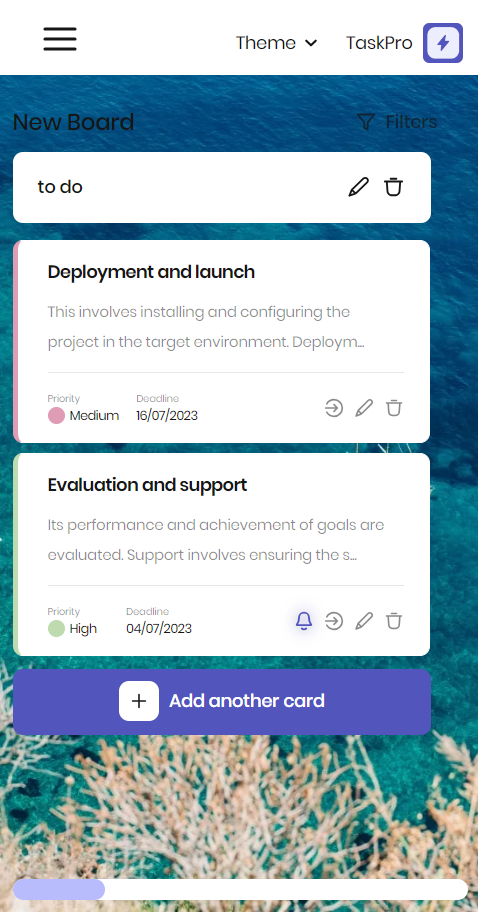 Theme TaskPro
New Board Filters
to do
Deployment and launch
This involves installing and configuring the
project in the target environment. Deploym...
Priority Deadline
Medium 16/07/2023
Evaluation and support
Its performance and achievement of goals are
evaluated. Support involves ensuring the s...
Priority Deadline
High 04/07/2023
Add another card